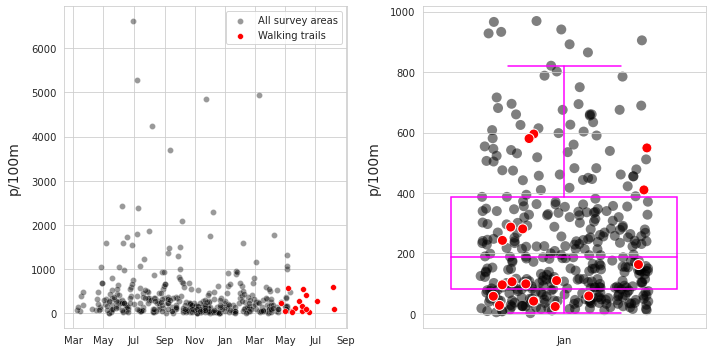 All survey areas
Walking trails
p/100m
6000
5000
4000
3000
2000
1000
0
Mar May Jul Sep Nov Jan Mar May Jul Sep
p/100m
1000
800
600
400
200
0
Jan